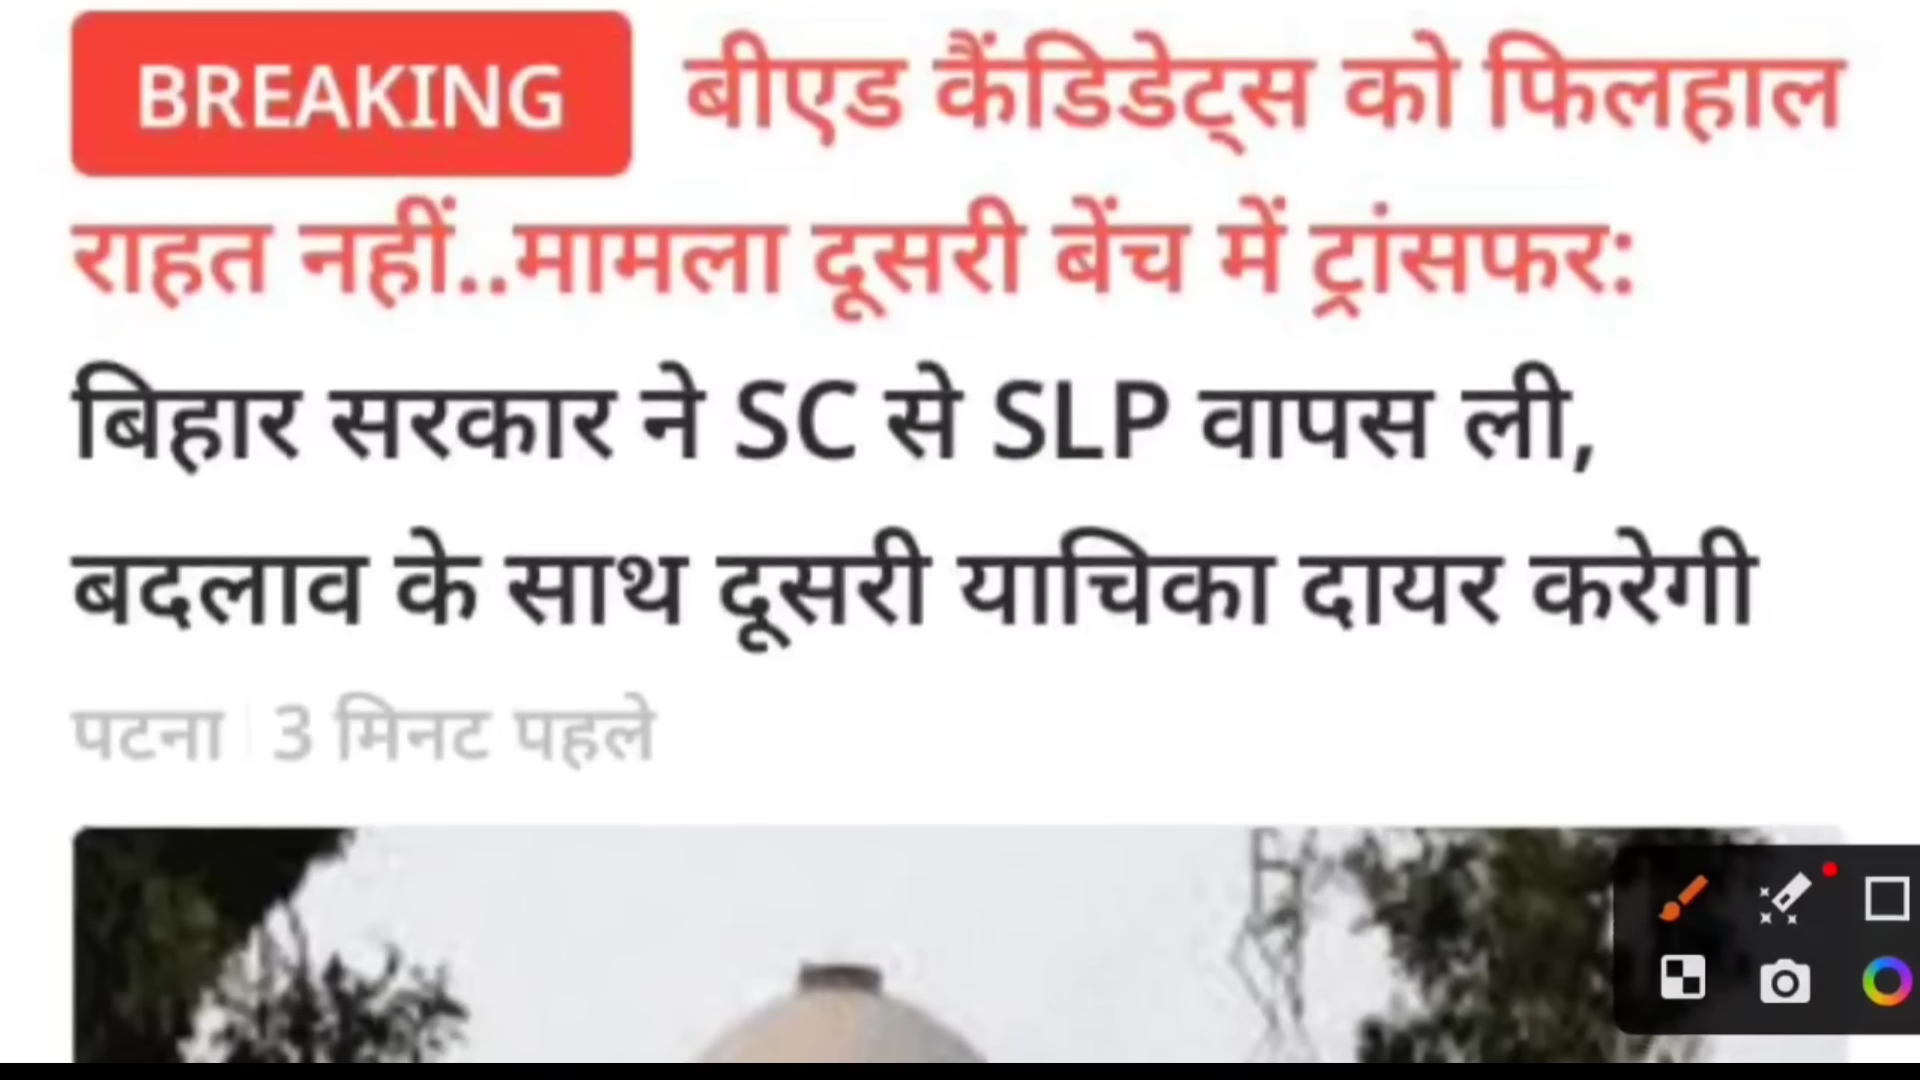 BREAKING बीएड कैंडिडेट्स को फिलहाल
राहत नहीं..मामला दूसरी बेंच में ट्रांसफर:
बिहार सरकार ने SC से SLP वापस ली,
बदलाव के साथ दूसरी याचिका दायर करेगी
पटना | 3 मिनट पहले